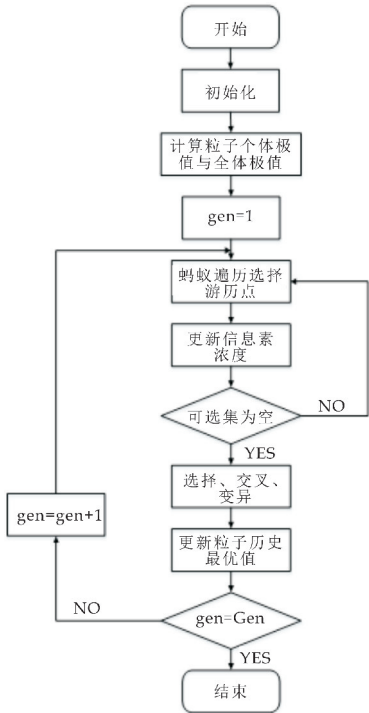 开始
初始化
计算粒子个体极
值与全体极值
gen=1
蚂蚁遍历选择
游历点
更新信息素
浓度
可选集为空
NO
YES
选择、交叉、
变异
gen=gen+1
更新粒子历史
最优值
NO
gen=Gen
YES
结束